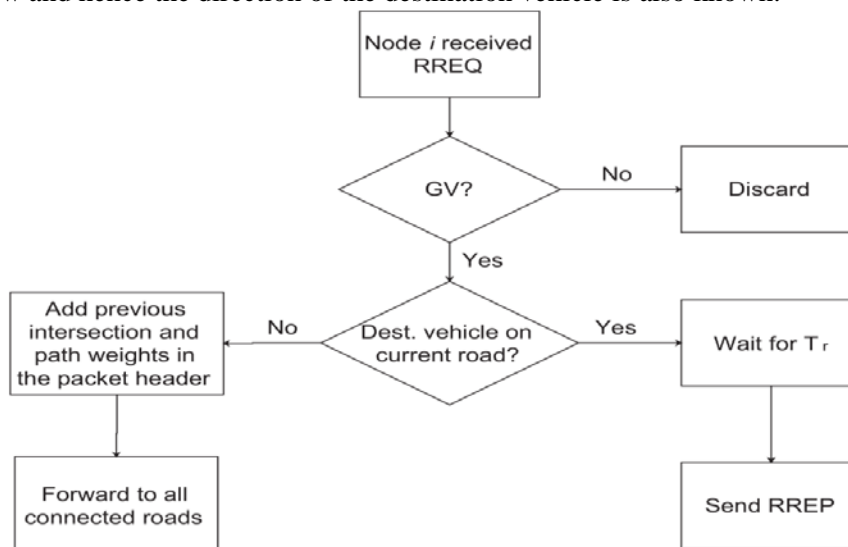 and hence the direction of the destination vehicle is also known.
Node i received
RREQ
GV?
No
Discard
Yes
Dest. vehicle on
current road?
No
Add previous
intersection and
path weights in
the packet header
Forward to all
connected roads
Yes
Wait for Tr
Send RREP